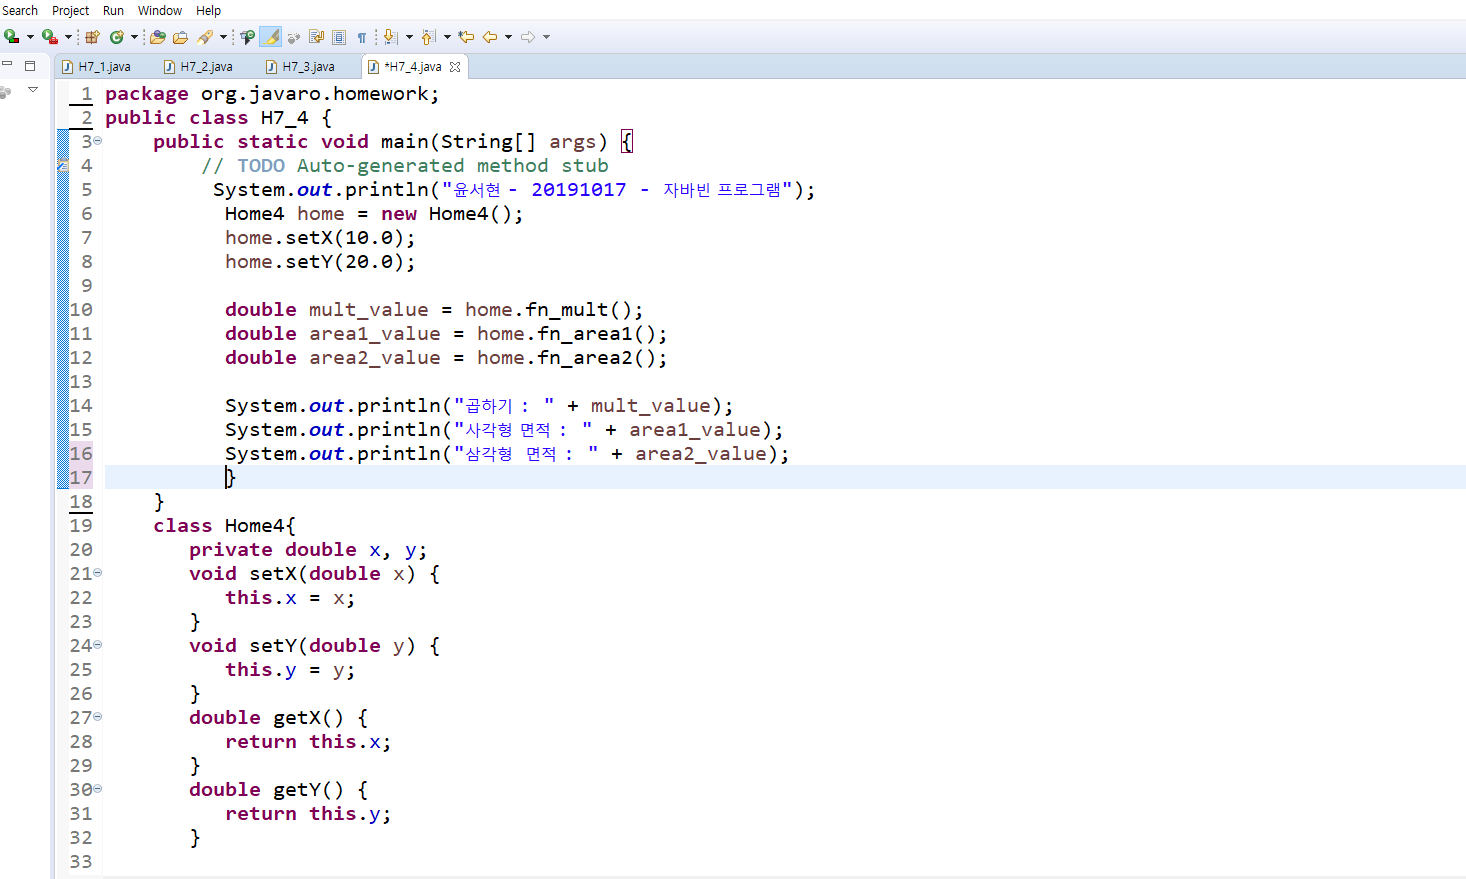 Search Project Run Window Help
H7_1.java H7_2.java H7_3.java *H7_4.java
1 package org.javaro.homework;
2 public class H7_4 {
3 public static void main(String[] args) {
4 // TODO Auto-generated method stub
5 System.out.println("윤서현 - 20191017 - 자바빈 프로그램");
6 Home4 home = new Home4();
7 home.setX(10.0);
8 home.setY(20.0);
9
10 double mult_value = home.fn_mult();
11 double area1_value = home.fn_area1();
12 double area2_value = home.fn_area2();
13
14 System.out.println("곱하기 : " + mult_value);
15 System.out.println("사각형 면적 : " + area1_value);
16 System.out.println("삼각형 면적 : " + area2_value);
17 }
18 }
19 class Home4{
20 private double x, y;
21 void setX(double x) {
22 this.x = x;
23 }
24 void setY(double y) {
25 this.y = y;
26 }
27 double getX() {
28 return this.x;
29 }
30 double getY() {
31 return this.y;
32 }
33